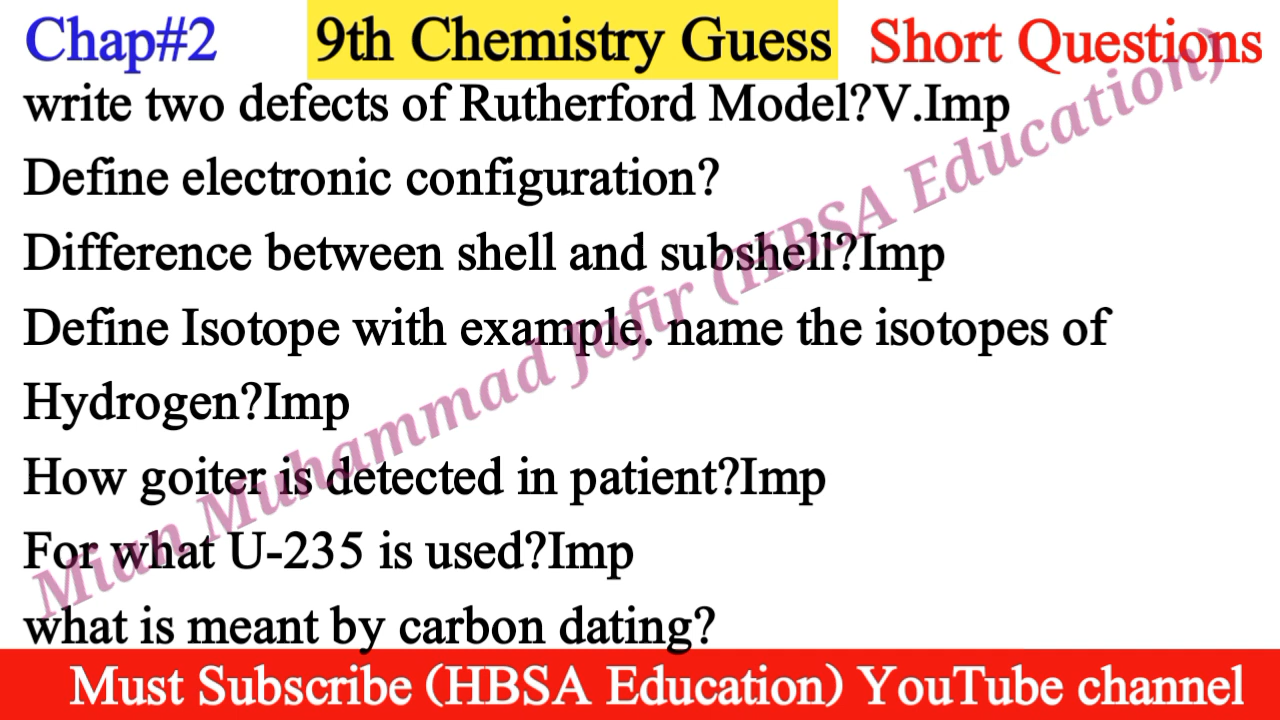 Chap#2 9th Chemistry Guess Short Questions
write two defects of Rutherford Model?V.Imp
Define electronic configuration?
Difference between shell and subshell?Imp
Define Isotope with example. name the isotopes of
Hydrogen?Imp
How goiter is detected in patient?Imp
For what U-235 is used?Imp
what is meant by carbon dating?
Mian Muhammad Jafir (HBSA Education)
Must Subscribe (HBSA Education) YouTube channel